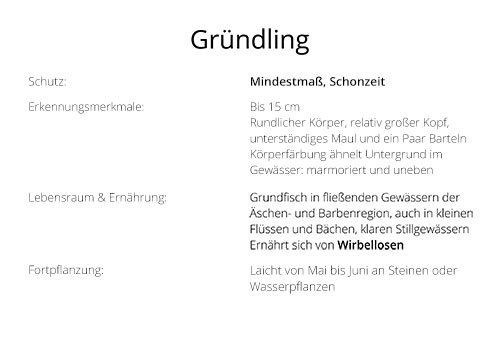 Gründling
Schutz:
Mindestmaß, Schonzeit
Erkennungsmerkmale:
Bis 15 cm
Rundlicher Körper, relativ großer Kopf,
unterständiges Maul und ein Paar Barteln
Körperfärbung ähnelt Untergrund im
Gewässer: marmoriert und uneben
Lebensraum & Ernährung:
Grundfisch in fließenden Gewässern der
Äschen- und Barbenregion, auch in kleinen
Flüssen und Bächen, klaren Stillgewässern
Ernährt sich von Wirbellosen
Fortpflanzung:
Laicht von Mai bis Juni an Steinen oder
Wasserpflanzen